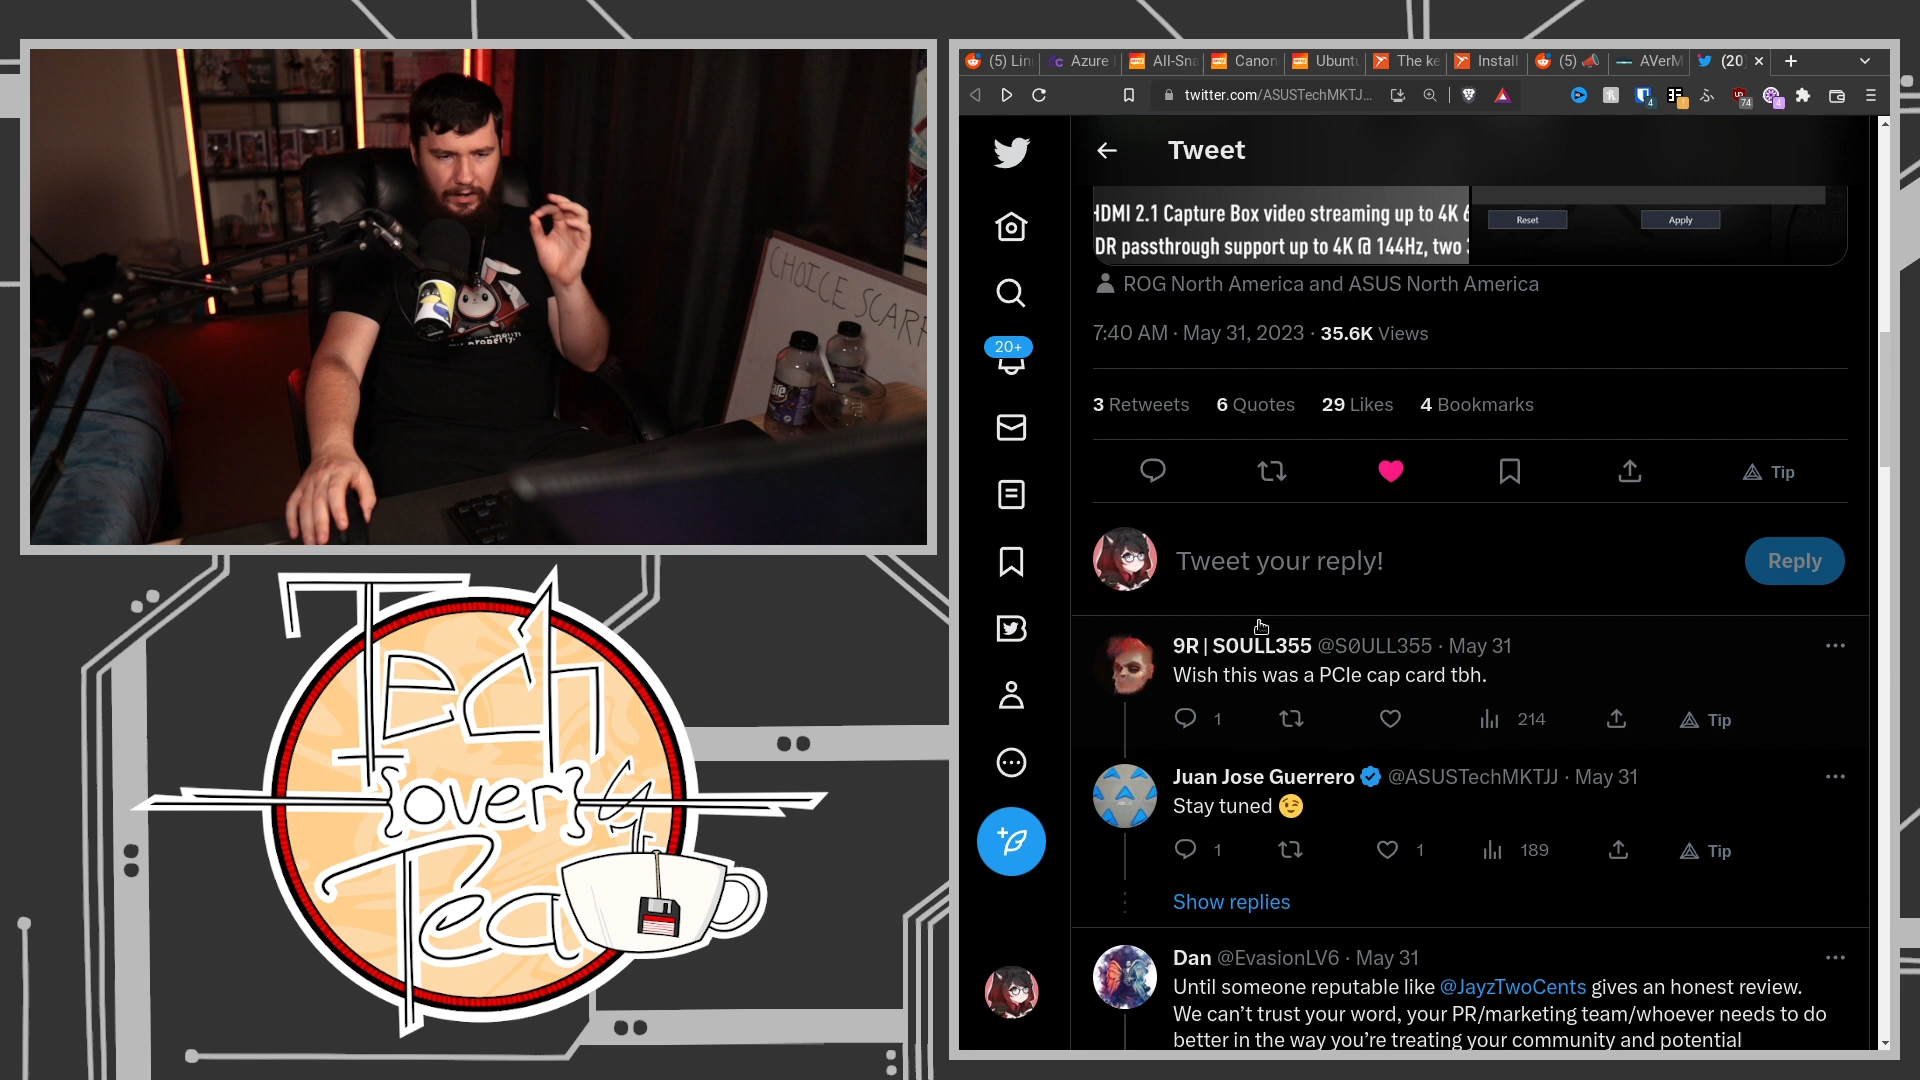 CHOICE SCARF
TEch
{over}
Tea
4
(5) Lin
Azure
All-Sna
Canon
Ubunt
The ke
Install
(5)
AVerM
(20
twitter.com/ASUSTechMKTJ...
4
74
4
Tweet
HDMI 2.1 Capture Box video streaming up to 4K 6
DR passthrough support up to 4K @ 144Hz, two
Reset
Apply
ROG North America and ASUS North America
7:40 AM · May 31, 2023 · 35.6K Views
20+
3 Retweets 6 Quotes 29 Likes 4 Bookmarks
Tip
Tweet your reply!
Reply
9R | S0ULL355 @S0ULL355 · May 31
Wish this was a PCIe cap card tbh.
1 214 Tip
Juan Jose Guerrero @ASUSTechMKTJJ · May 31
Stay tuned 😉
1 1 189 Tip
Show replies
Dan @EvasionLV6 · May 31
Until someone reputable like @JayzTwoCents gives an honest review.
We can't trust your word, your PR/marketing team/whoever needs to do
better in the way you're treating your community and potential